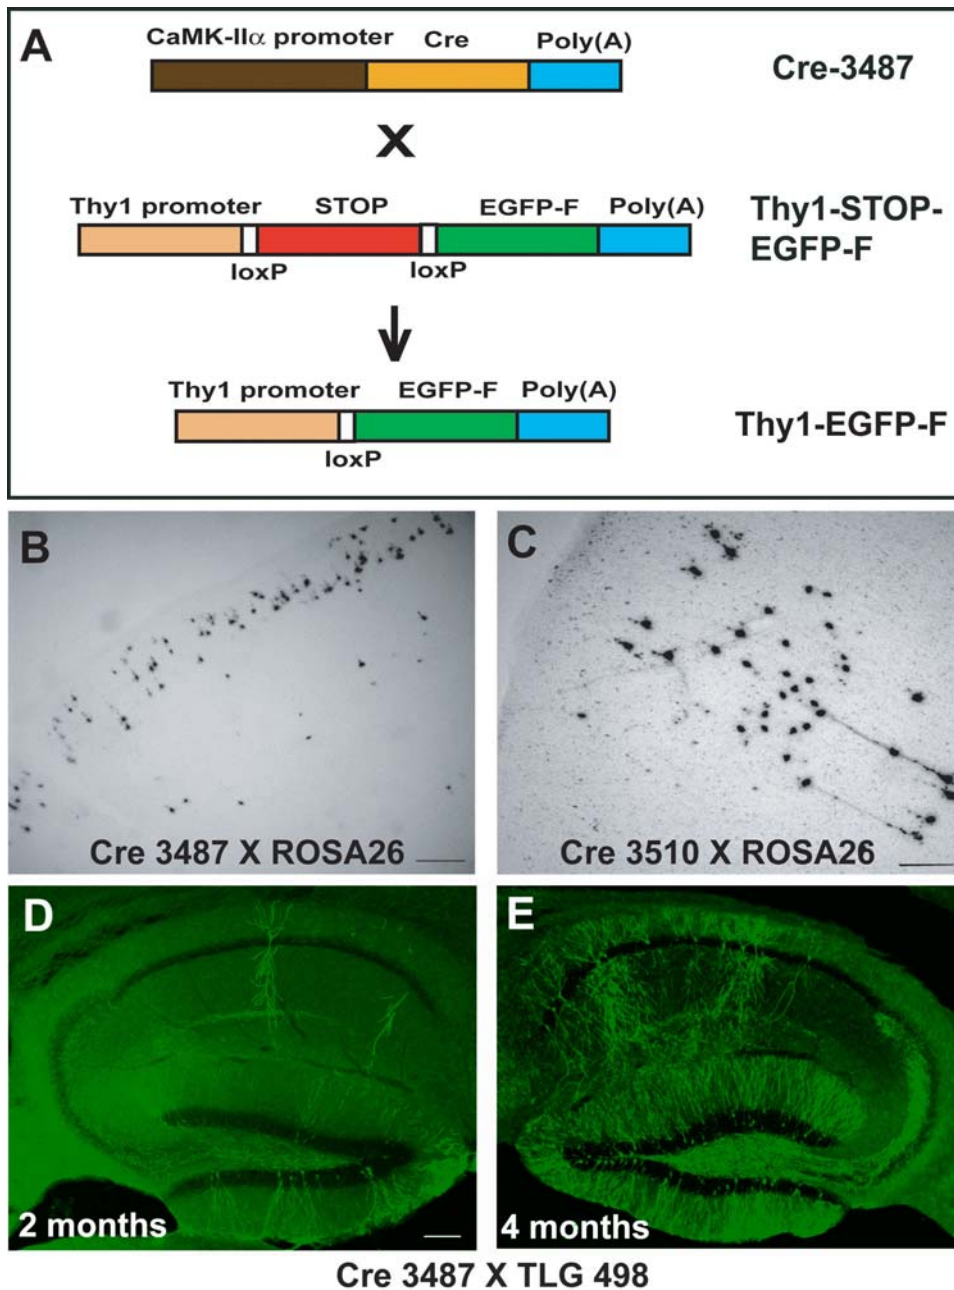 A
CaMK-IIα promoter Cre Poly(A)
Cre-3487
X
Thy1 promoter STOP EGFP-F Poly(A)
Thy1-STOP-
EGFP-F
loxP loxP
Thy1 promoter EGFP-F Poly(A)
Thy1-EGFP-F
loxP
B
Cre 3487 X ROSA26
C
Cre 3510 X ROSA26
D
2 months
E
4 months
Cre 3487 X TLG 498